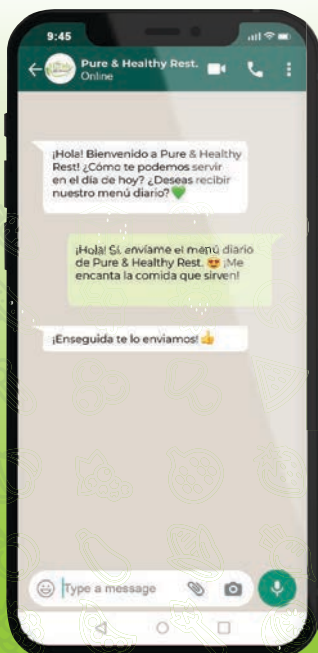 9:45
Pure & Healthy Rest.
Online
¡Hola! Bienvenido a Pure & Healthy
Rest! ¿Cómo te podemos servir
en el día de hoy? ¿Deseas recibir
nuestro menú diario? 💚
¡Hola! Sí, envíame el menú diario
de Pure & Healthy Rest. 😍 ¡Me
encanta la comida que sirven!
¡Enseguida te lo enviamos! 👍
Type a message